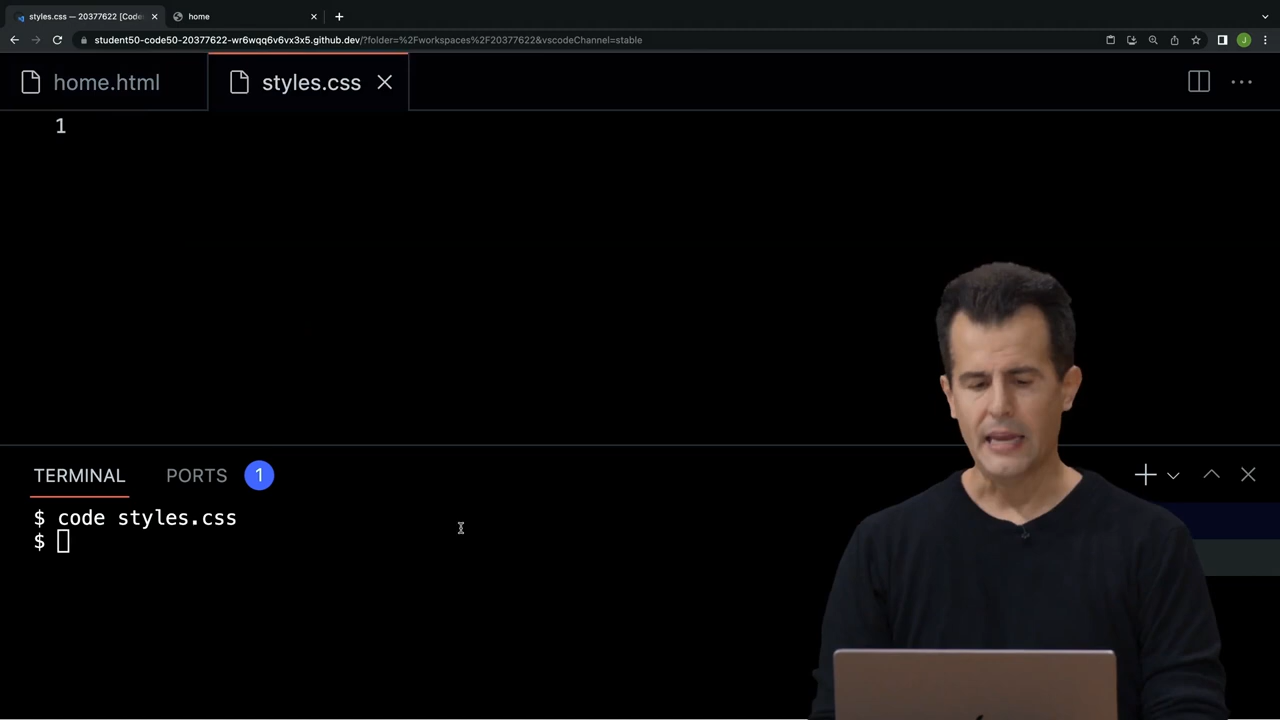 styles.css — 20377622 [Code
home
student50-code50-20377622-wr6wqq6v6vx3x5.github.dev/?folder=%2Fworkspaces%2F20377622&vscodeChannel=stable
J
home.html
styles.css
1
TERMINAL
PORTS
1
$ code styles.css
$